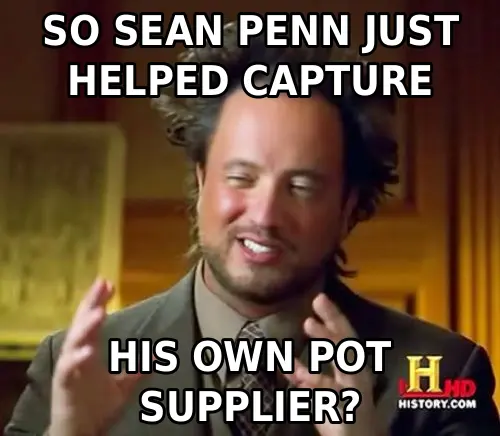 SO SEAN PENN JUST
HELPED CAPTURE
HIS OWN POT
SUPPLIER?
H HD
HISTORY.COM